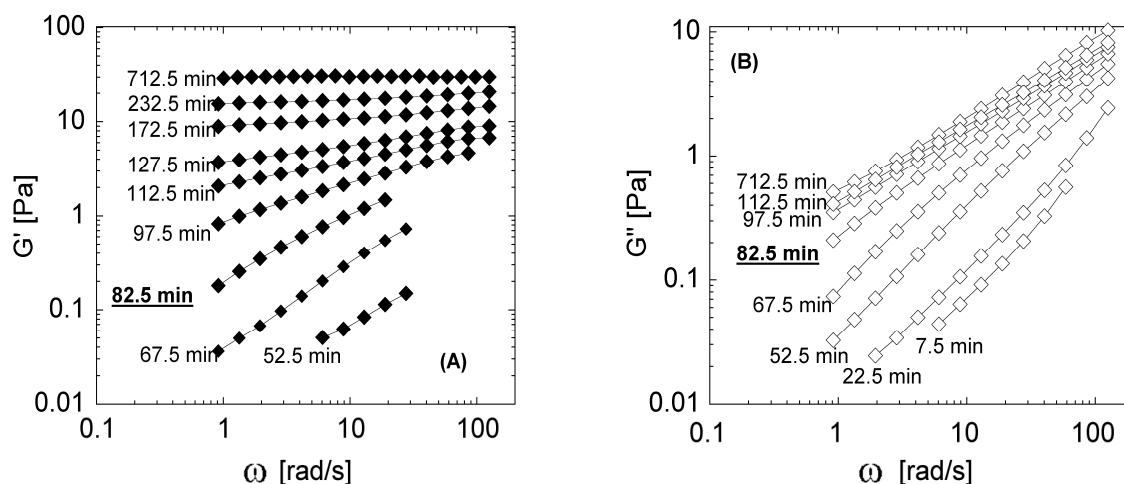 100
10
1
0.1
0.01
G' [Pa]
712.5 min
232.5 min
172.5 min
127.5 min
112.5 min
97.5 min
82.5 min
67.5 min
52.5 min
(A)
0.1
1
10
100
ω [rad/s]
10
1
0.1
0.01
G" [Pa]
(B)
712.5 min
112.5 min
97.5 min
82.5 min
67.5 min
52.5 min
22.5 min
7.5 min
0.1
1
10
100
ω [rad/s]